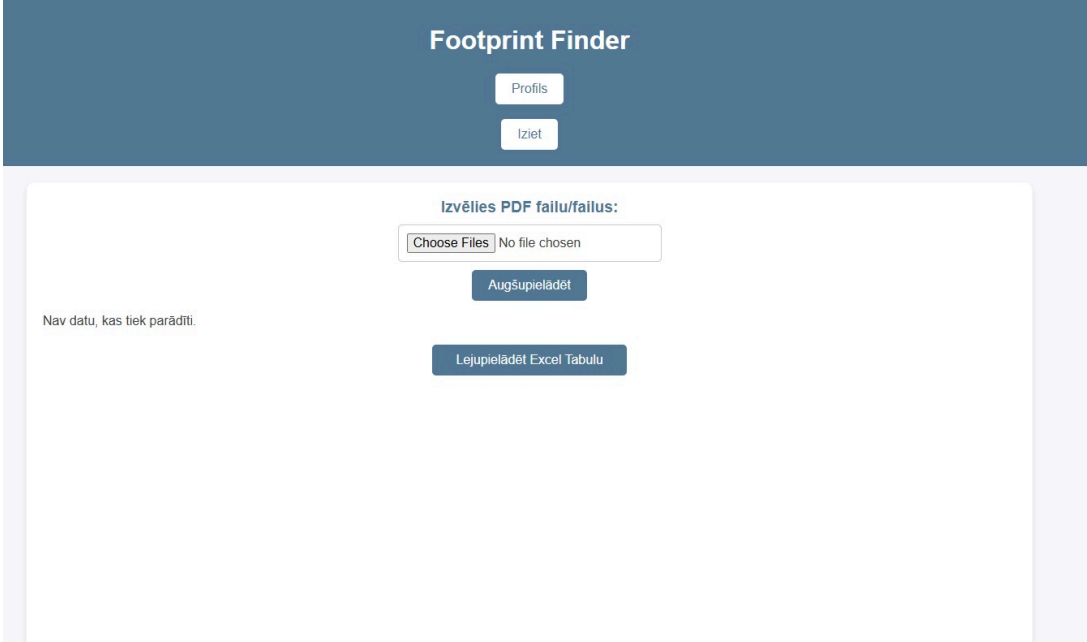 Footprint Finder
Profils
Iziet
Izvēlies PDF failu/failus:
Choose Files No file chosen
Augšupielādēt
Nav datu, kas tiek parādīti.
Lejupielādēt Excel Tabulu